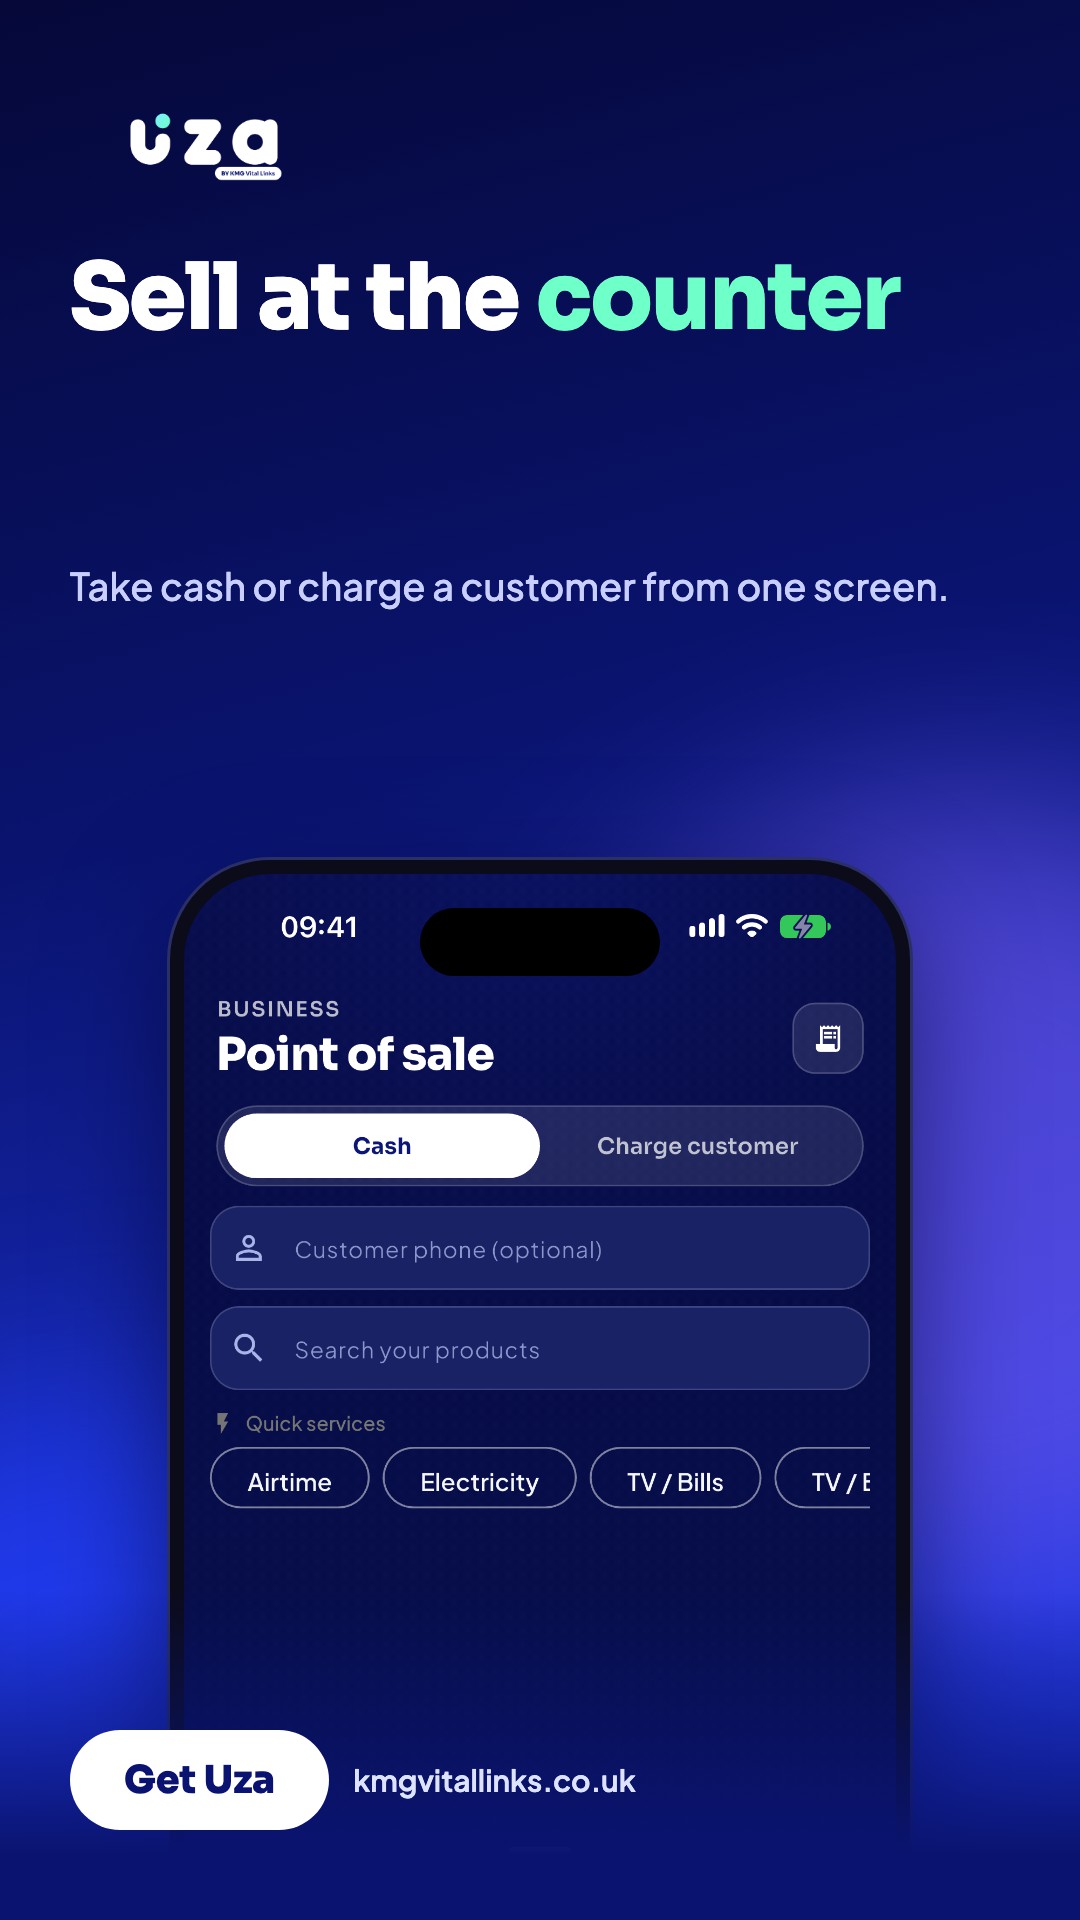 uza
BY KMG Vital Links
Sell at the counter
Take cash or charge a customer from one screen.
09:41
BUSINESS
Point of sale
Cash
Charge customer
Customer phone (optional)
Search your products
Quick services
Airtime
Electricity
TV / Bills
TV / B
Get Uza
kmgvitallinks.co.uk